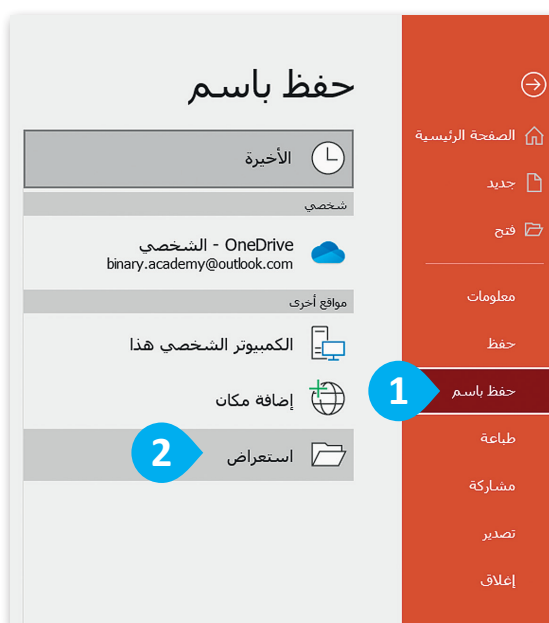 الصفحة الرئيسية
جديد
فتح
معلومات
حفظ
حفظ باسم
1
طباعة
مشاركة
تصدير
إغلاق
حفظ باسم
الأخيرة
شخصي
OneDrive - الشخصي
binary.academy@outlook.com
مواقع أخرى
الكمبيوتر الشخصي هذا
إضافة مكان
استعراض
2